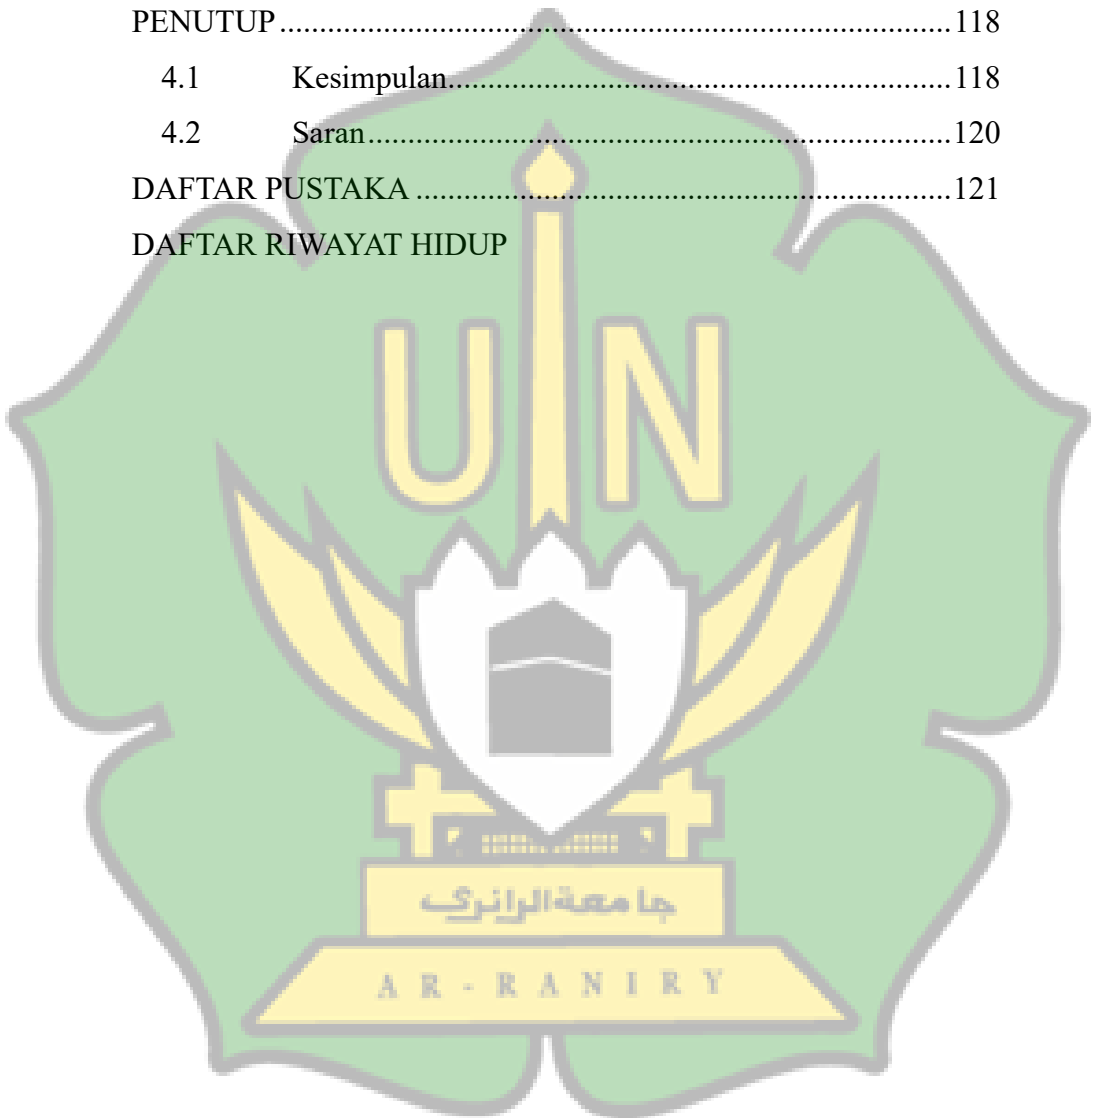 PENUTUP....................................................................................118
4.1 Kesimpulan...............................................................118
4.2 Saran.........................................................................120
DAFTAR PUSTAKA ...................................................................121
DAFTAR RIWAYAT HIDUP
UIN
جامعة الرانري
AR-RANIRY